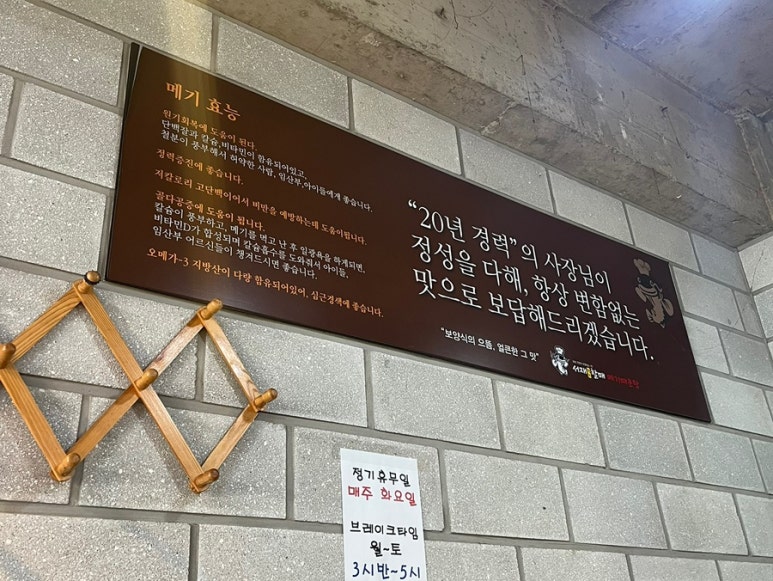 메기 효능
원기회복에 도움이 된다.
단백질과 칼슘,비타민이 함유되어있고,
철분이 풍부해서 허약한 사람, 임산부,아이들에게 좋습니다.
정력증진에 좋습니다.
저칼로리 고단백이어서 비만을 예방하는데 도움이됩니다.
골다공증에 도움이 됩니다.
칼슘이 풍부하고, 메기를 먹고 난 후 일광욕을 하게되면,
비타민D가 합성되며 칼슘흡수를 도와줘서 아이들,
임산부 어르신들이 챙겨드시면 좋습니다.
오메가-3 지방산이 다량 함유되어있어, 심근경색에 좋습니다.
“20년 경력”의 사장님이
정성을 다해, 항상 변함없는
맛으로 보답해드리겠습니다.
"보양식의 으뜸, 얼큰한 그 맛"
서재 할매 메기매운탕
정기휴무일
매주 화요일
브레이크타임
월~토
3시반~5시